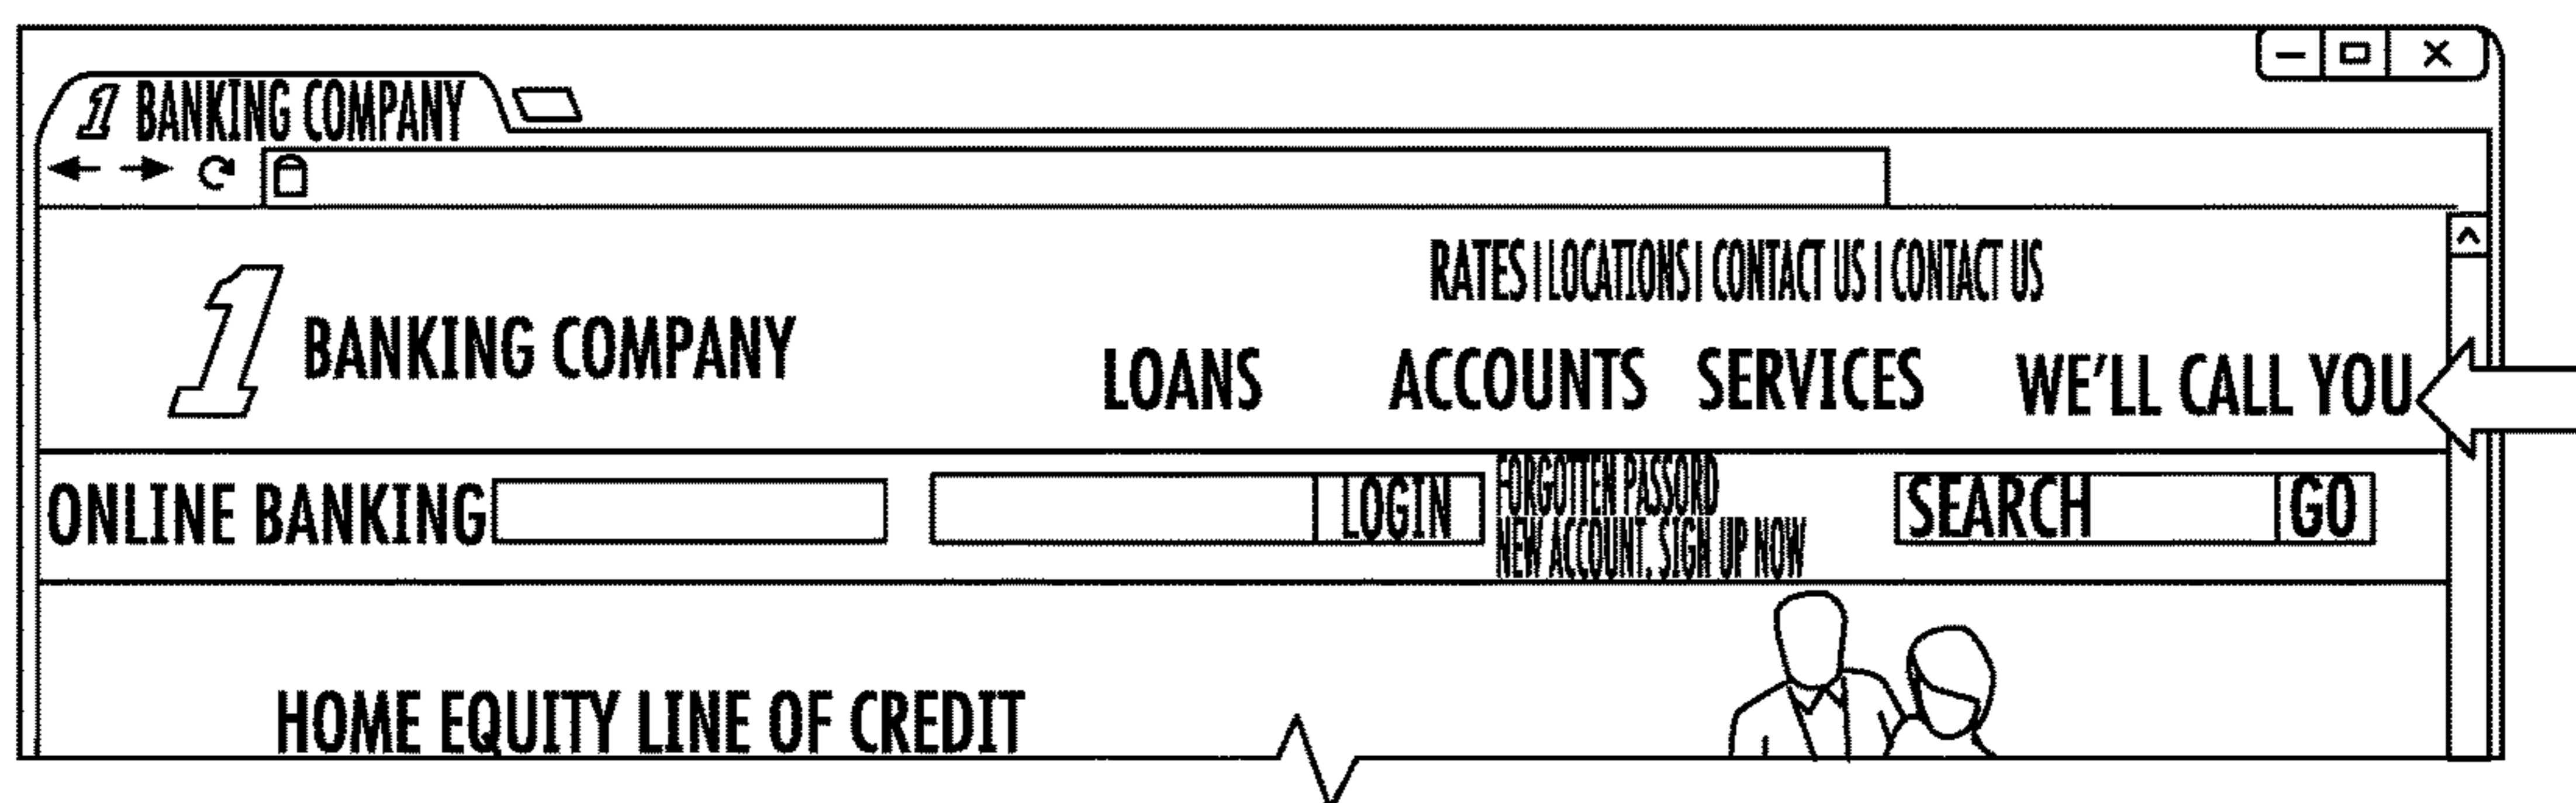 1 BANKING COMPANY
RATES | LOCATIONS | CONTACT US | CONTACT US
1 BANKING COMPANY
LOANS ACCOUNTS SERVICES WE'LL CALL YOU
ONLINE BANKING LOGIN
FORGOTTEN PASSORD
NEW ACCOUNT. SIGN UP NOW
SEARCH GO
HOME EQUITY LINE OF CREDIT